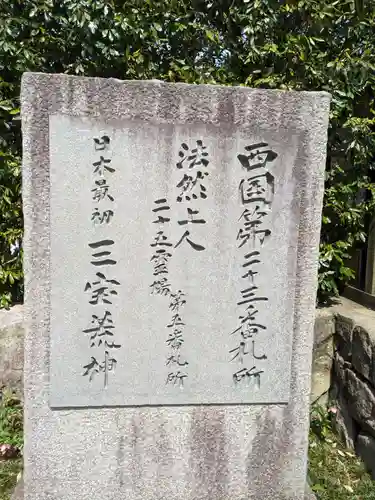 西国第二十三番札所
法然上人
二十五霊場
第五番札所
日本最初
三宝荒神